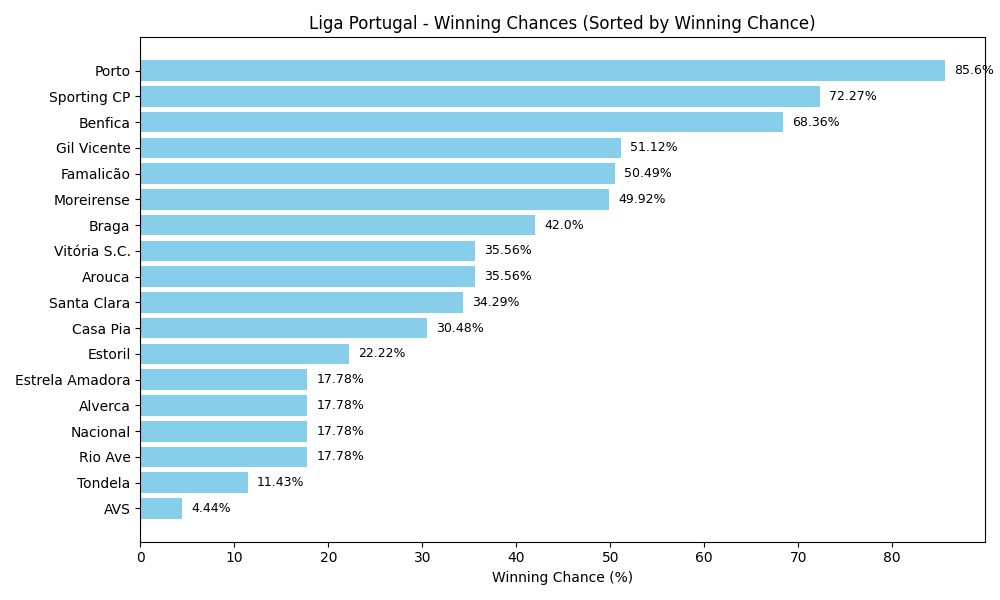 Liga Portugal - Winning Chances (Sorted by Winning Chance)
Porto 85.6%
Sporting CP 72.27%
Benfica 68.36%
Gil Vicente 51.12%
Famalicão 50.49%
Moreirense 49.92%
Braga 42.0%
Vitória S.C. 35.56%
Arouca 35.56%
Santa Clara 34.29%
Casa Pia 30.48%
Estoril 22.22%
Estrela Amadora 17.78%
Alverca 17.78%
Nacional 17.78%
Rio Ave 17.78%
Tondela 11.43%
AVS 4.44%
0 10 20 30 40 50 60 70 80
Winning Chance (%)